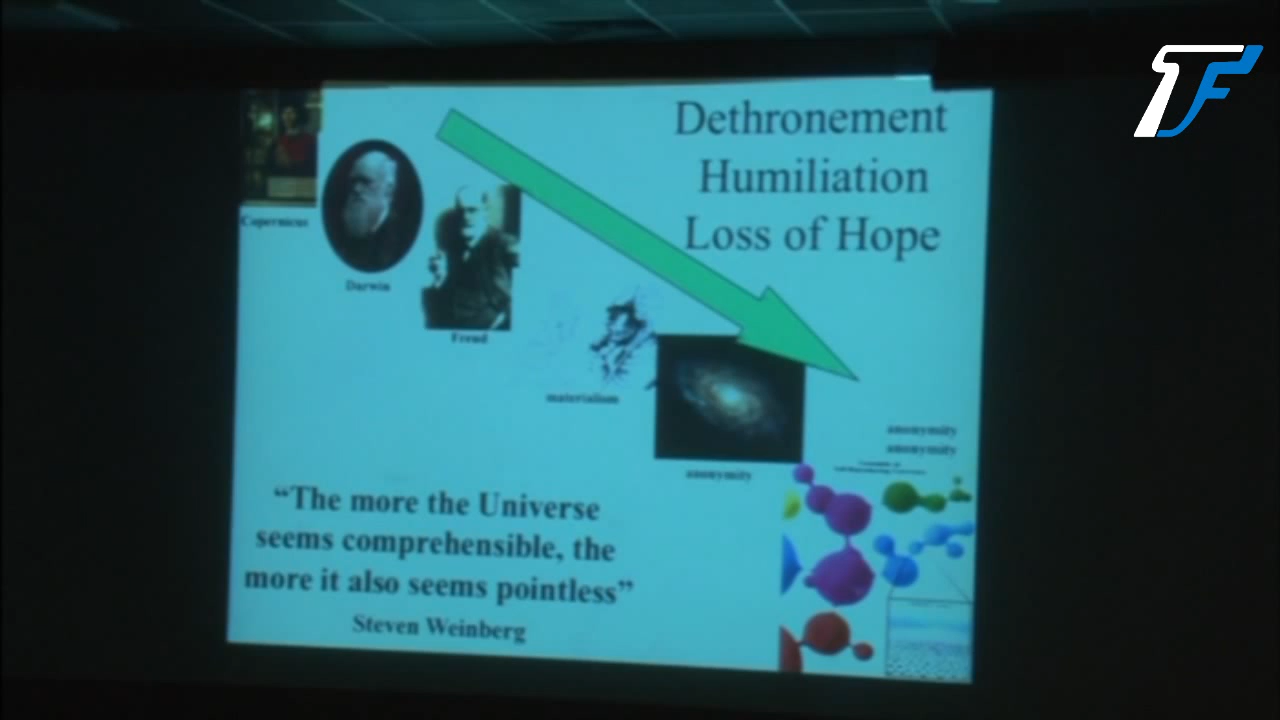 Dethronement
Humiliation
Loss of Hope
Copernicus
Darwin
Freud
materialism
anonymity
anonymity
anonymity
“The more the Universe
seems comprehensible, the
more it also seems pointless”
Steven Weinberg
TF